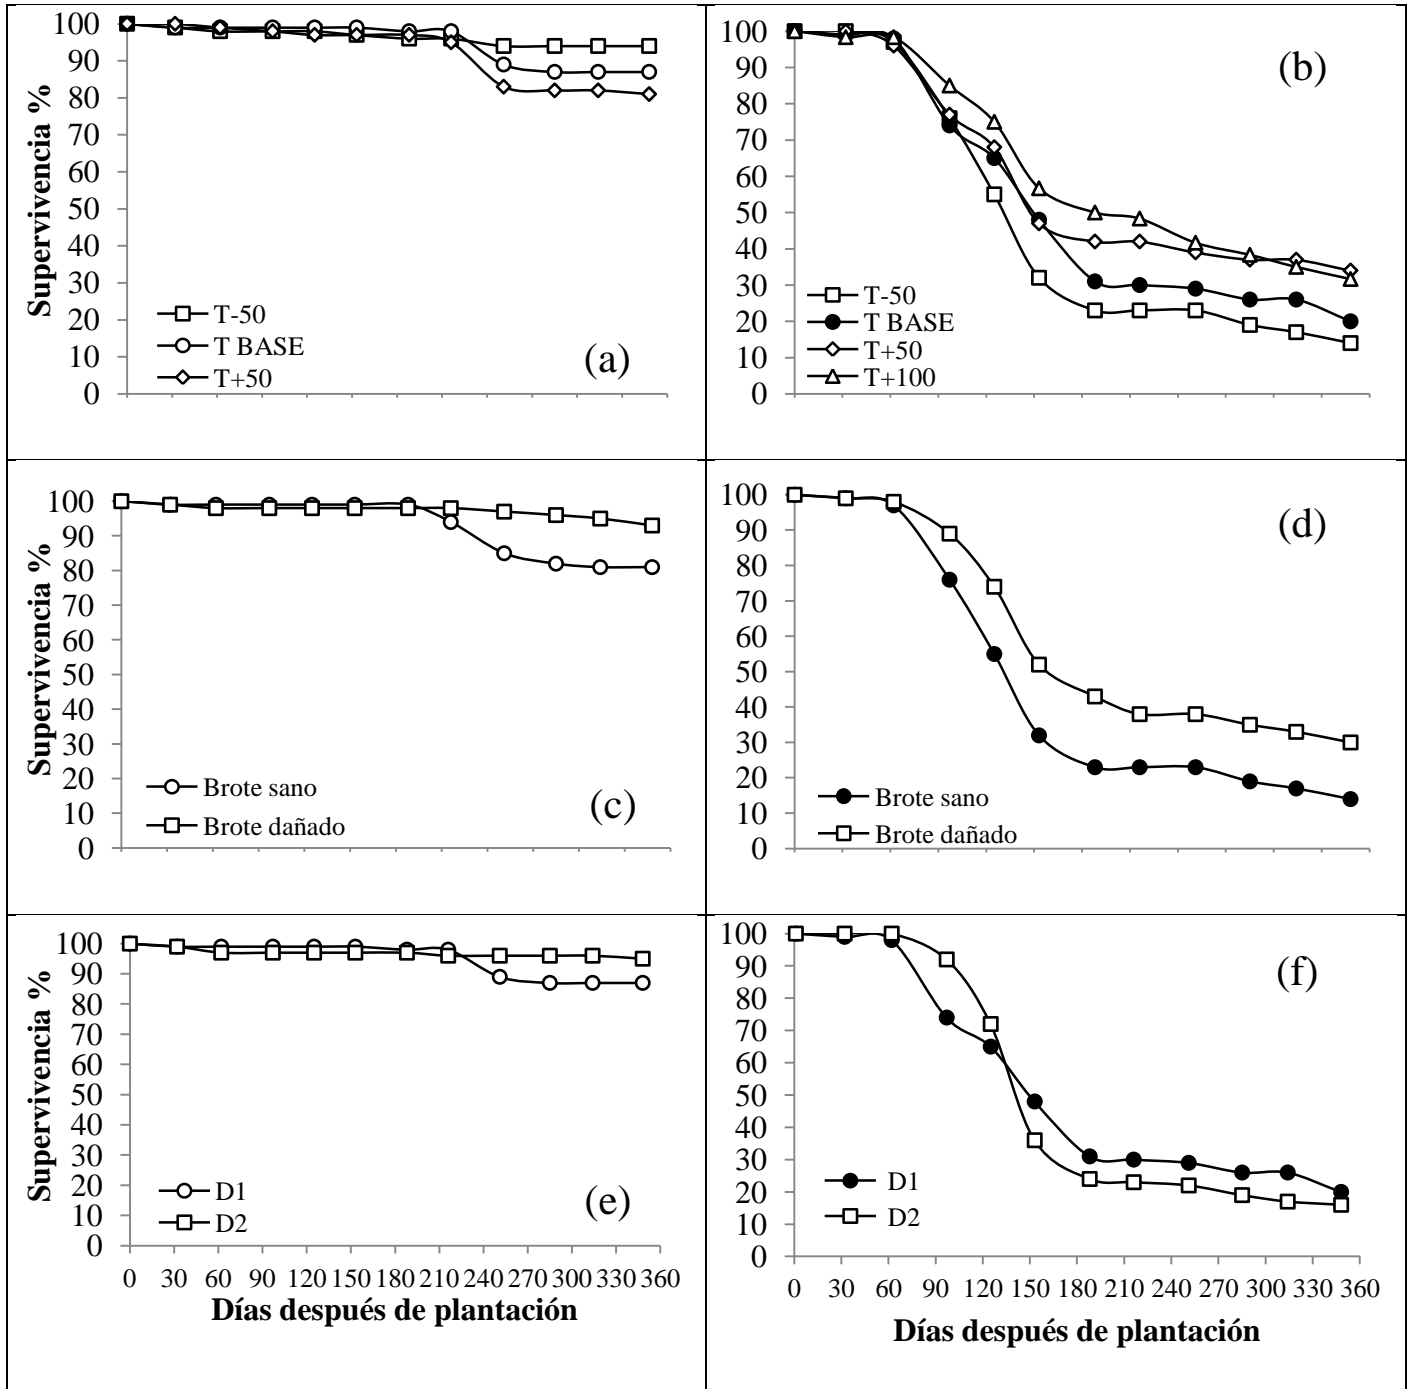 Supervivencia %
100
90
80
70
60
50
40
30
20
10
0
T-50
T BASE
T+50
(a)
100
90
80
70
60
50
40
30
20
10
0
T-50
T BASE
T+50
T+100
(b)
Supervivencia %
100
90
80
70
60
50
40
30
20
10
0
Brote sano
Brote dañado
(c)
100
90
80
70
60
50
40
30
20
10
0
Brote sano
Brote dañado
(d)
Supervivencia %
100
90
80
70
60
50
40
30
20
10
0
D1
D2
(e)
0 30 60 90 120 150 180 210 240 270 300 330 360
Días después de plantación
100
90
80
70
60
50
40
30
20
10
0
D1
D2
(f)
0 30 60 90 120 150 180 210 240 270 300 330 360
Días después de plantación